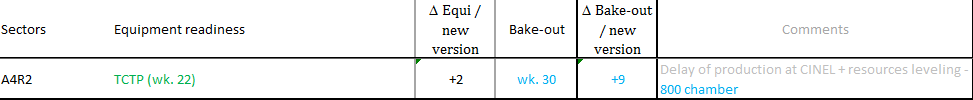 Sectors Equipment readiness Δ Equi / new version Bake-out Δ Bake-out / new version Comments
A4R2 TCTP (wk. 22) +2 wk. 30 +9 Delay of production at CINEL + resources leveling -
800 chamber